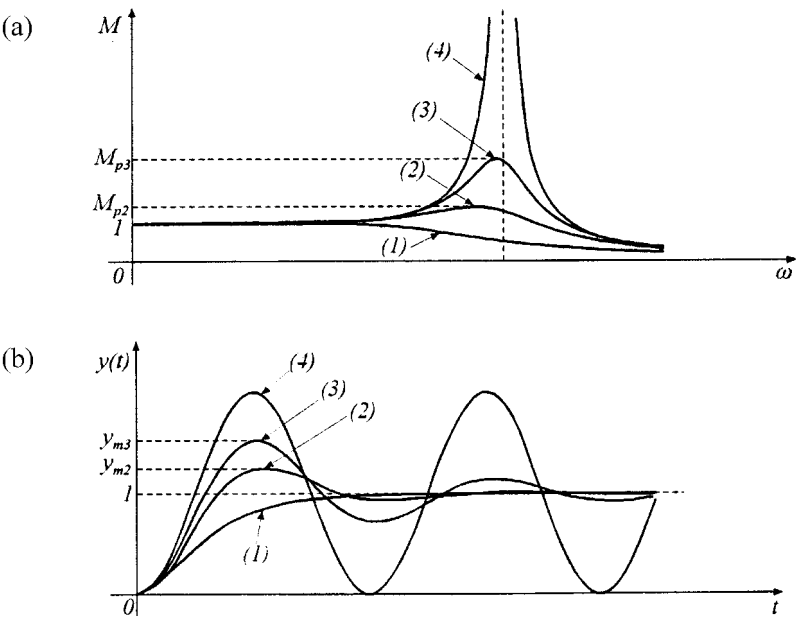 (a)
M
(4)
(3)
M_p3
(2)
M_p2
1
(1)
0
ω
(b)
y(t)
(4)
(3)
(2)
y_m3
y_m2
1
(1)
0
t